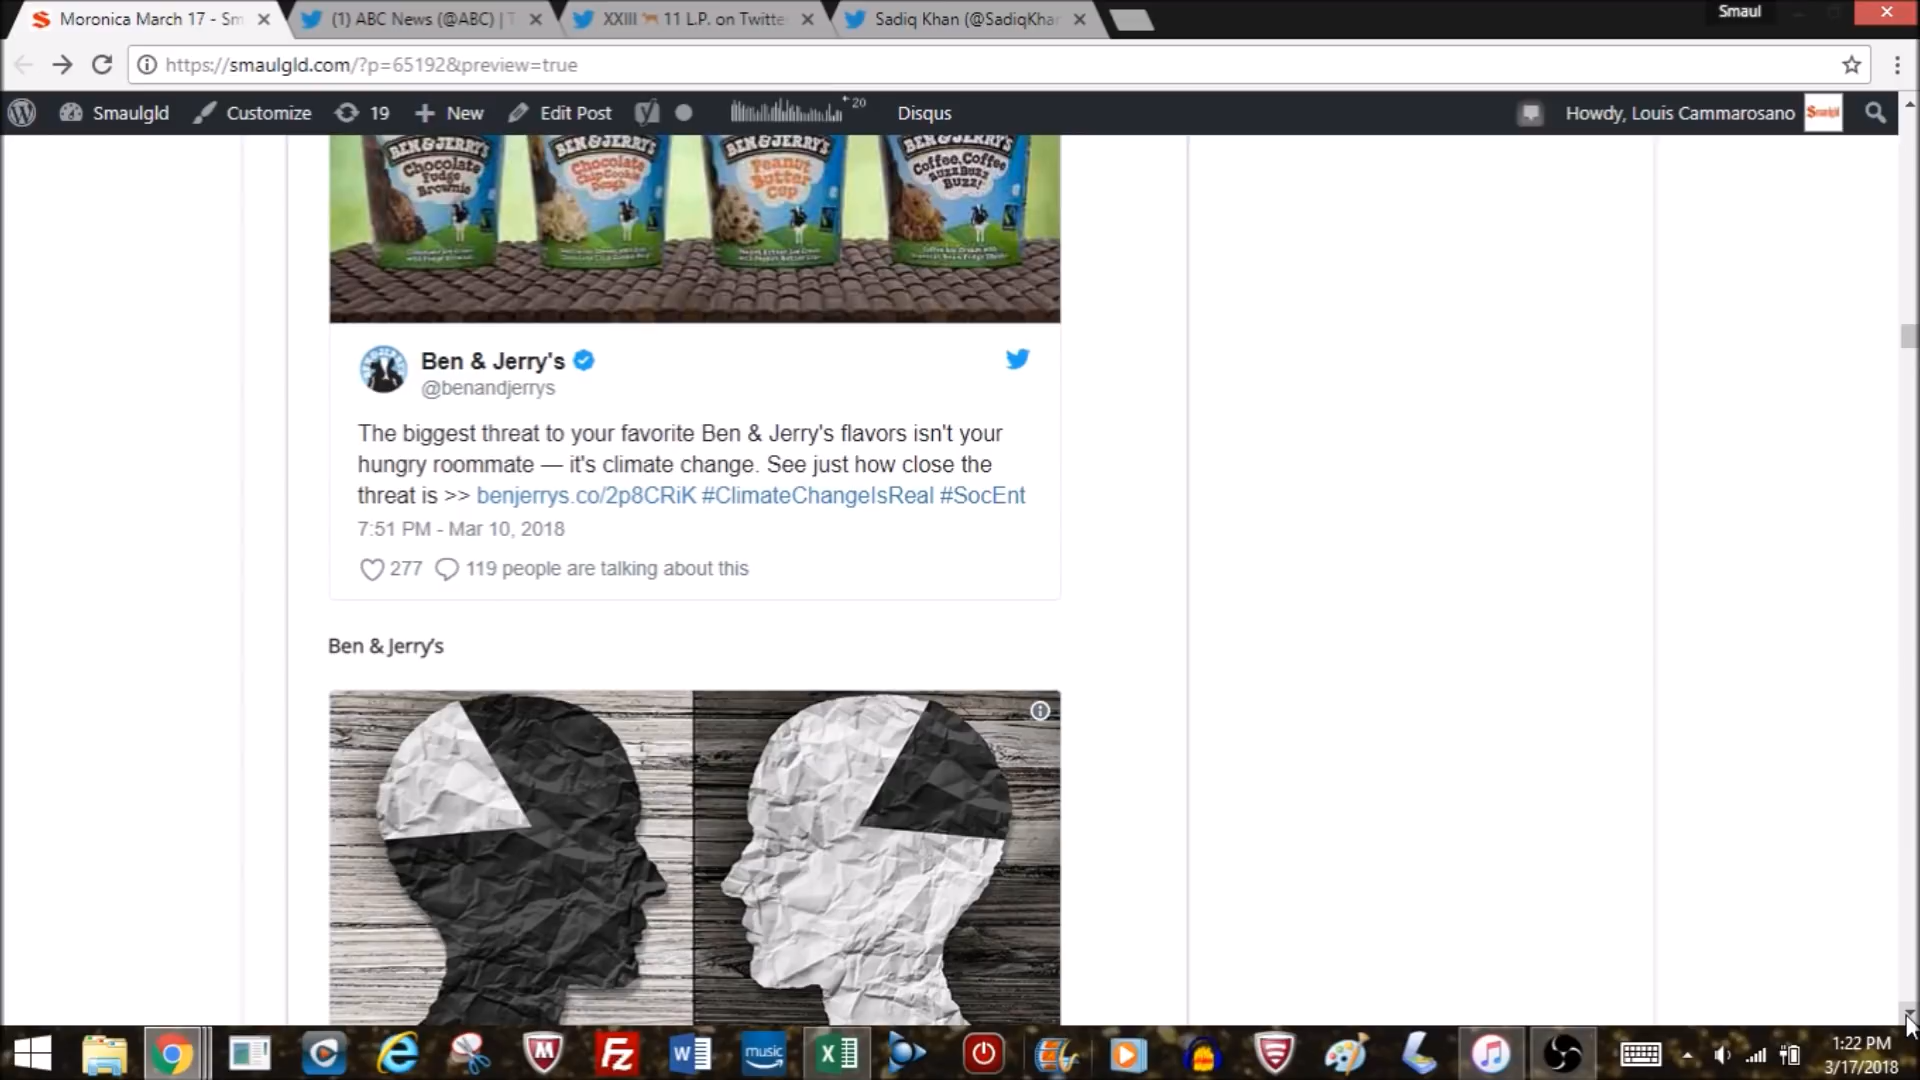 Moronica March 17 - Sm
(1) ABC News (@ABC) | T
XXIII 11 L.P. on Twitte
Sadiq Khan (@SadiqKhan
Smaul
https://smaulgld.com/?p=65192&preview=true
Smaulgld Customize 19 New Edit Post 20 Disqus Howdy, Louis Cammarosano Smaulgld
BEN & JERRY'S Chocolate Fudge Brownie
BEN & JERRY'S Chocolate Chip Cookie Dough
BEN & JERRY'S Peanut Butter Cup
BEN & JERRY'S Coffee, Coffee BUZZBUZZBUZZ!
Ben & Jerry's
@benandjerrys
The biggest threat to your favorite Ben & Jerry's flavors isn't your
hungry roommate — it's climate change. See just how close the
threat is >> benjerrys.co/2p8CRiK #ClimateChangeIsReal #SocEnt
7:51 PM - Mar 10, 2018
277 119 people are talking about this
Ben & Jerry's
music
1:22 PM
3/17/2018